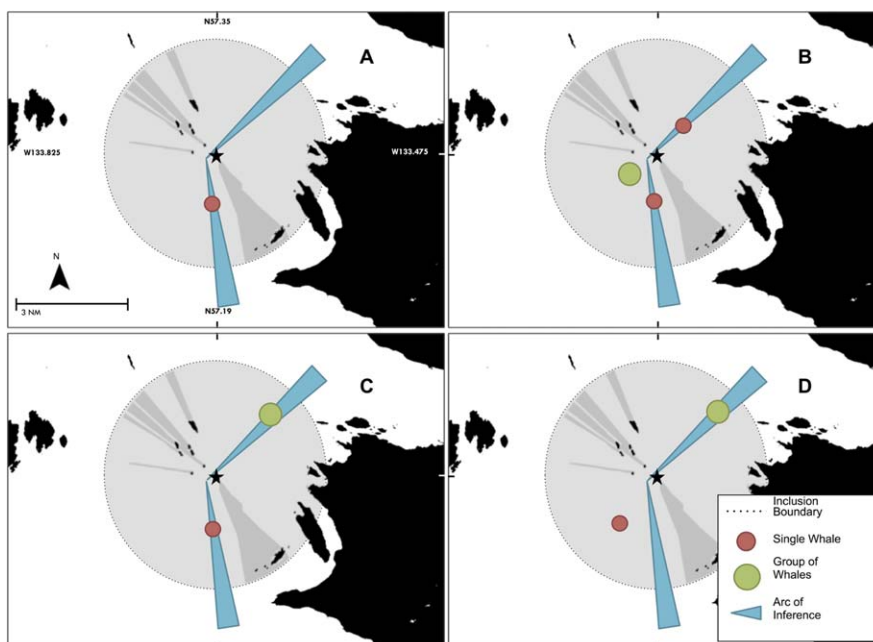 N57.35
A
B
W133.825
W133.475
N
3 NM
N57.19
C
D
Inclusion
Boundary
Single Whale
Group of
Whales
Arc of
Inference